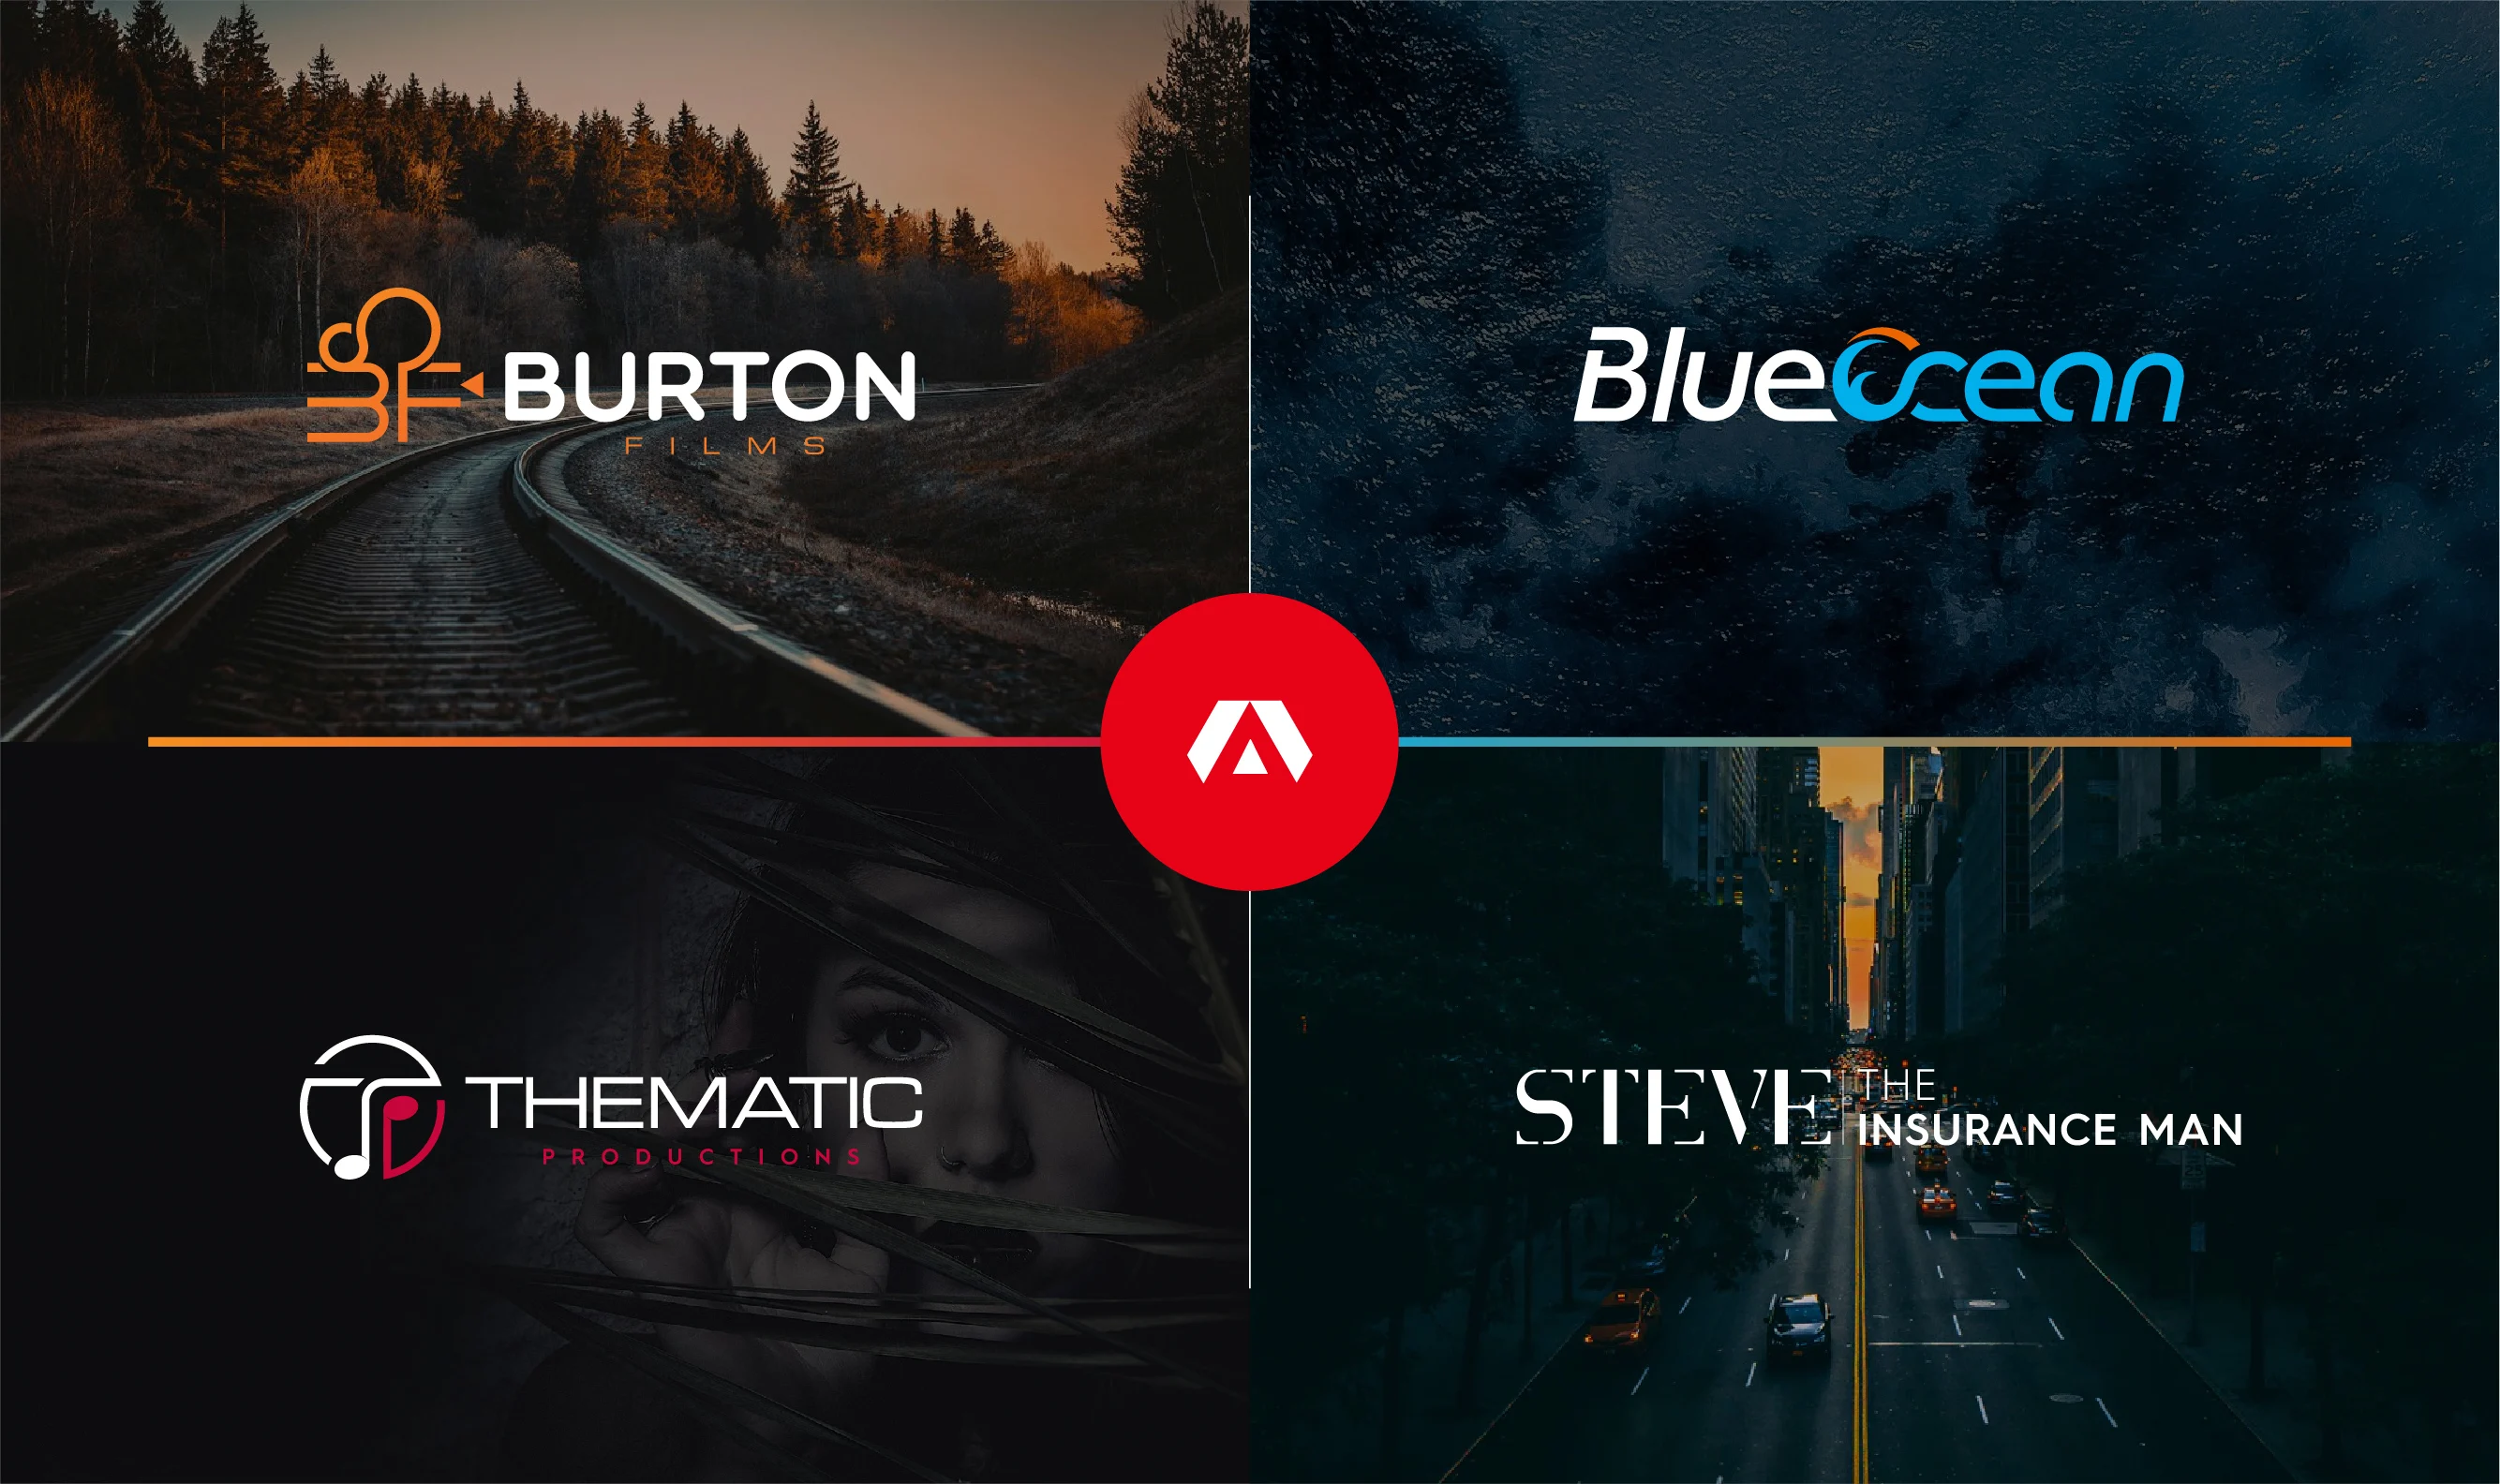 BURTON
FILMS
BlueOcean
THEMATIC
PRODUCTIONS
STEVE THE
INSURANCE MAN